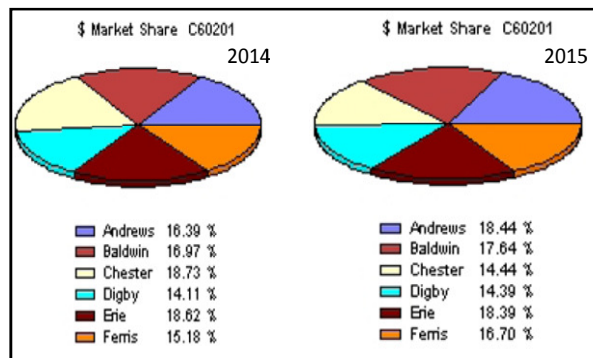 $ Market Share C60201
2014
Andrews 16.39 %
Baldwin 16.97 %
Chester 18.73 %
Digby 14.11 %
Erie 18.62 %
Ferris 15.18 %
$ Market Share C60201
2015
Andrews 18.44 %
Baldwin 17.64 %
Chester 14.44 %
Digby 14.39 %
Erie 18.39 %
Ferris 16.70 %